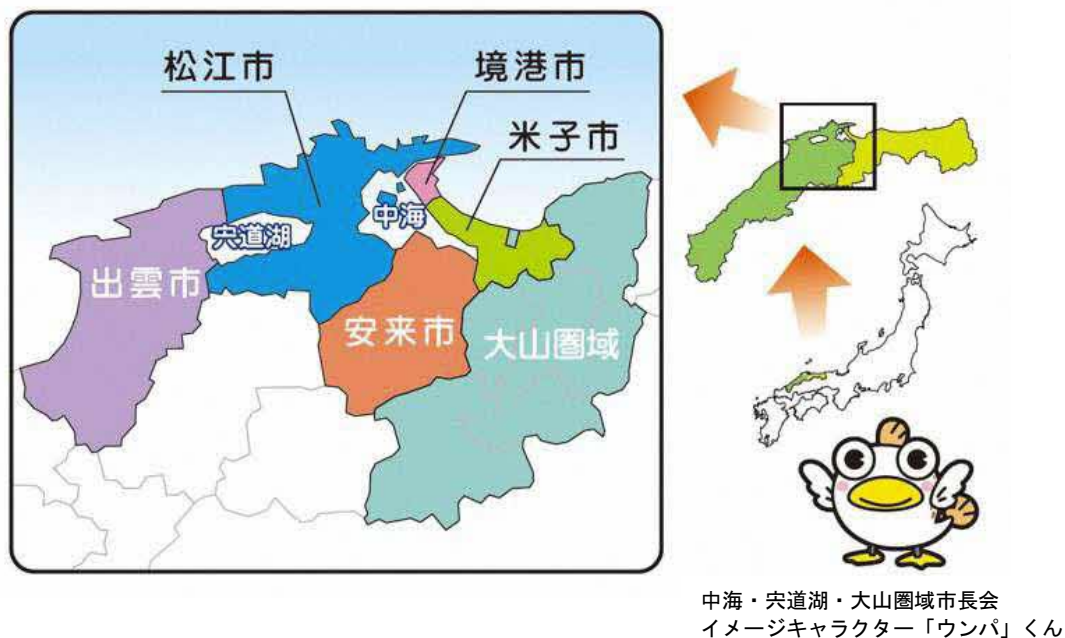 松江市
境港市
米子市
中海
宍道湖
出雲市
安来市
大山圏域
中海・宍道湖・大山圏域市長会
イメージキャラクター「ウンパ」くん